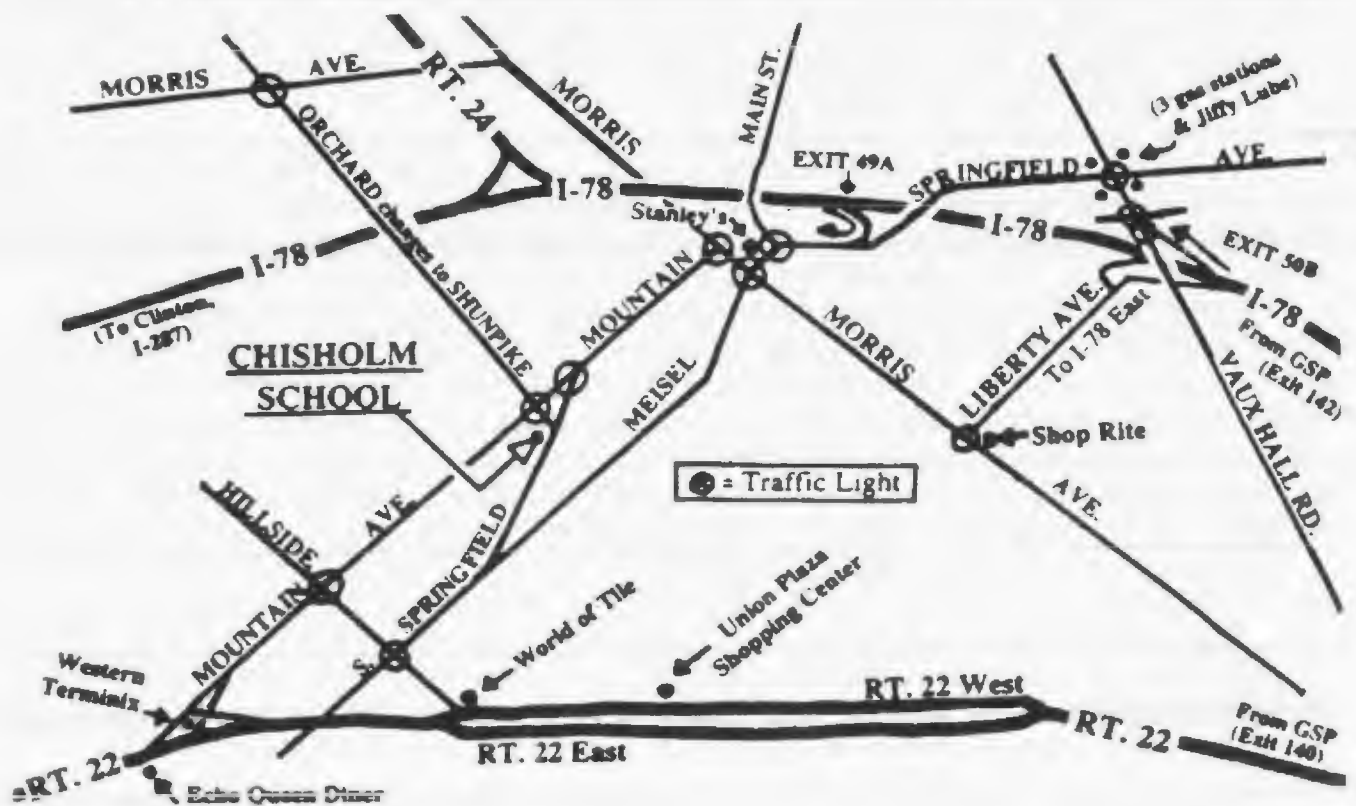 MORRIS AVE.
RT. 24
MORRIS
MAIN ST.
(3 gas stations
& Jiffy Lube)
ORCHARD changes to SHUNPIKE
EXIT 49A
SPRINGFIELD AVE.
I-78
Stanley's
I-78
I-78
EXIT 50B
I-78
(To Clinton,
I-287)
MOUNTAIN
MORRIS
LIBERTY AVE.
To I-78 East
From GSP
(Exit 142)
CHISHOLM
SCHOOL
MEISEL
VAUX HALL RD.
Shop Rite
= Traffic Light
AVE.
HILLSIDE
AVE.
MOUNTAIN
S. SPRINGFIELD
World of Tile
Union Plaza
Shopping Center
Western
Terminix
RT. 22 West
RT. 22 East
RT. 22
From GSP
(Exit 140)
RT. 22
Echo Queen Diner